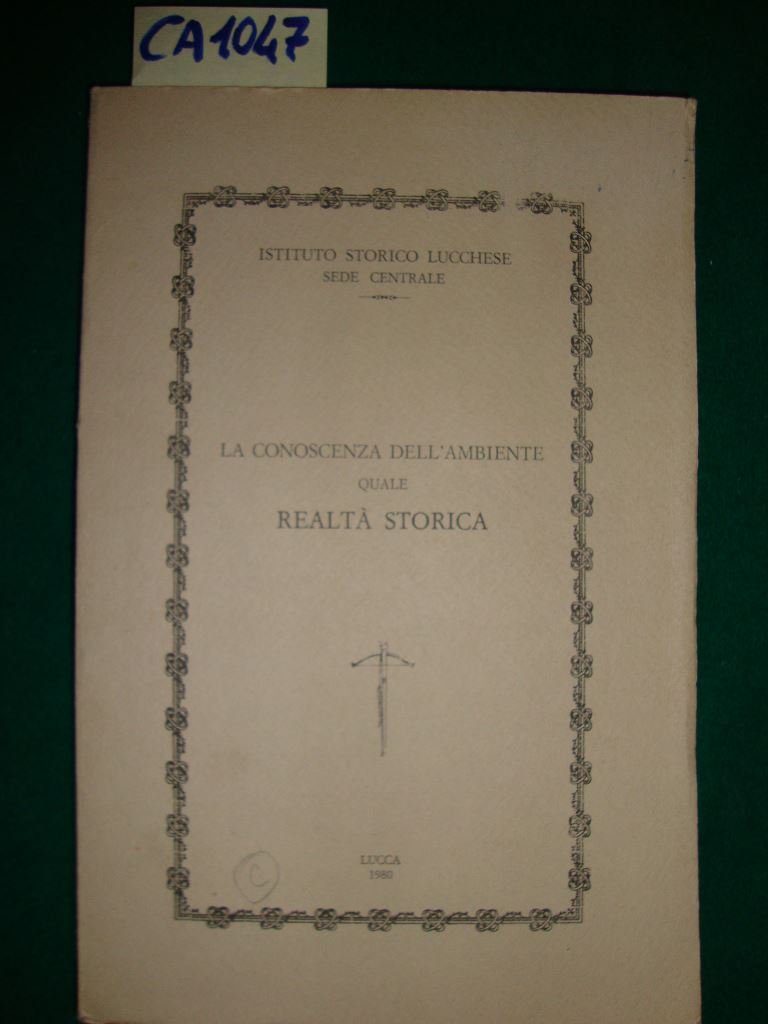 CA1047
ISTITUTO STORICO LUCCHESE
SEDE CENTRALE
LA CONOSCENZA DELL'AMBIENTE
QUALE
REALTÀ STORICA
C
LUCCA
1980